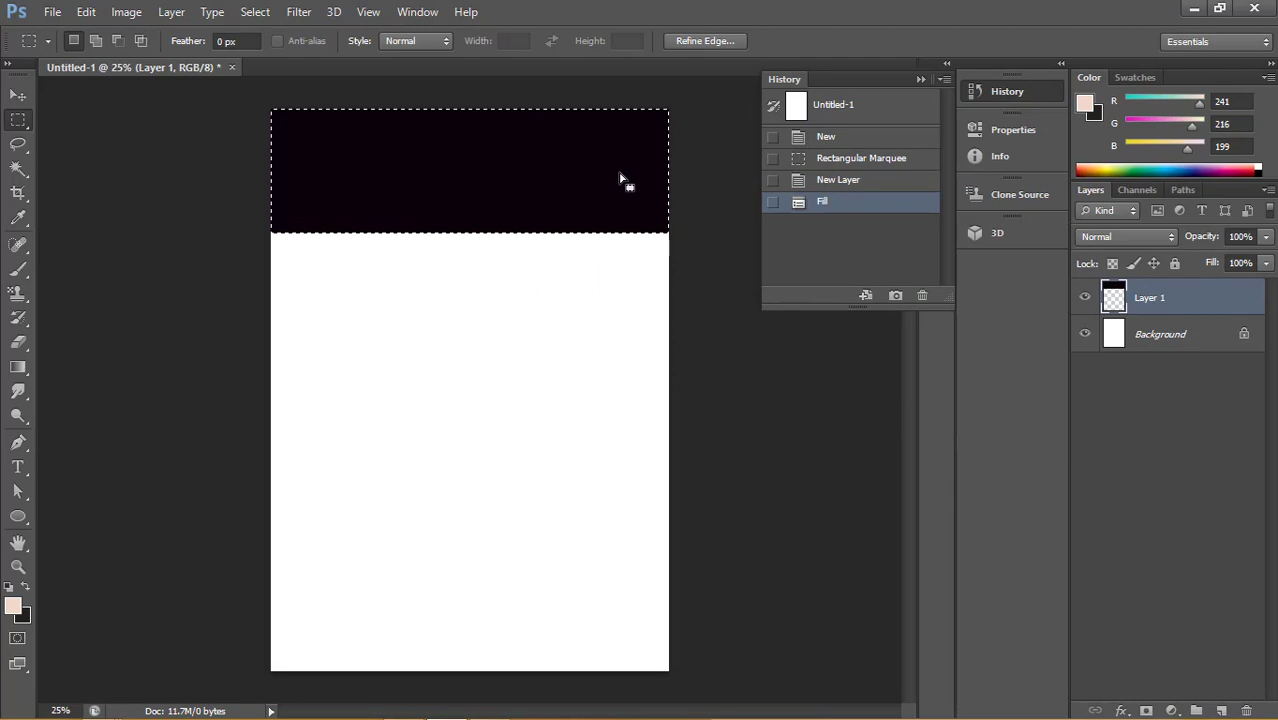 Ps File Edit Image Layer Type Select Filter 3D View Window Help
Feather: 0 px Anti-alias Style: Normal Width: Height: Refine Edge... Essentials
Untitled-1 @ 25% (Layer 1, RGB/8) * ×
History
Untitled-1
New
Rectangular Marquee
New Layer
Fill
History
Properties
Info
Clone Source
3D
Color Swatches
R 241
G 216
B 199
Layers Channels Paths
Kind
Normal Opacity: 100%
Lock: Fill: 100%
Layer 1
Background
25% Doc: 11.7M/0 bytes